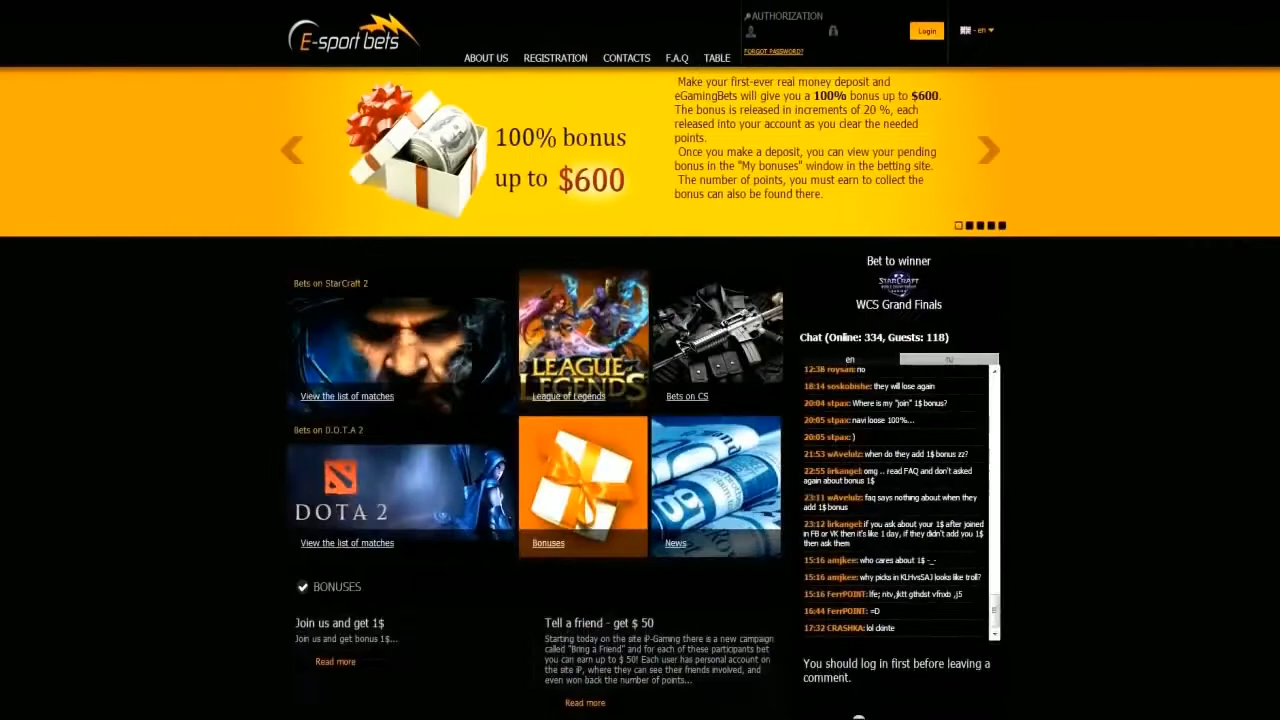 E-sport bets
AUTHORIZATION
Login
- en
FORGOT PASSWORD?
ABOUT US
REGISTRATION
CONTACTS
F.A.Q
TABLE
100% bonus
up to $600
Make your first-ever real money deposit and
eGamingBets will give you a 100% bonus up to $600.
The bonus is released in increments of 20 %, each
released into your account as you clear the needed
points.
Once you make a deposit, you can view your pending
bonus in the "My bonuses" window in the betting site.
The number of points, you must earn to collect the
bonus can also be found there.
Bets on StarCraft 2
View the list of matches
LEAGUE
LEGENDS
League of Legends
Bets on CS
Bets on D.O.T.A 2
DOTA 2
View the list of matches
Bonuses
News
BONUSES
Join us and get 1$
Join us and get bonus 1$...
Read more
Tell a friend - get $ 50
Starting today on the site iP-Gaming there is a new campaign
called "Bring a Friend" and for each of these participants bet
you can earn up to $ 50! Each user has personal account on
the site iP, where they can see their friends involved, and
even won back the number of points...
Read more
Bet to winner
STARCRAFT
WCS Grand Finals
Chat (Online: 334, Guests: 118)
en
ru
12:38 roysan: no
18:14 soskobishe: they will lose again
20:04 stpax: Where is my "join" 1$ bonus?
20:05 stpax: navi loose 100%...
20:05 stpax: )
21:53 wAvelulz: when do they add 1$ bonus zz?
22:55 lirkangel: omg .. read FAQ and don't asked
again about bonus 1$
23:11 wAvelulz: faq says nothing about when they
add 1$ bonus
23:12 lirkangel: if you ask about your 1$ after joined
in FB or VK then it's like 1 day, if they didn't add you 1$
then ask them
15:16 amjkee: who cares about 1$ -_-
15:16 amjkee: why picks in KLHvsSAJ looks like troll?
15:16 FerrPOINT: lfe; ntv,jktt gthdst vfnxb ,j5
16:44 FerrPOINT: =D
17:32 CRASHKA: lol ckinte
You should log in first before leaving a
comment.